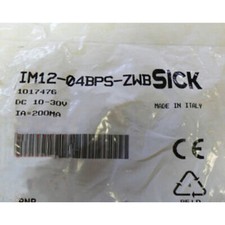 IM12-04BPS-ZWB SICK
1017476
MADE IN ITALY
DC 10-30V
IA=200MA
CE